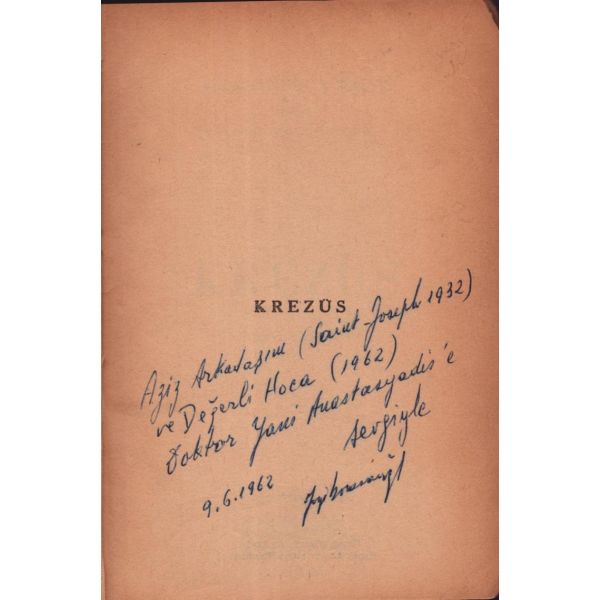 KREZÜS
Aziz Arkadaşım (Saint-Joseph 1932)
ve Değerli Hoca (1962)
Doktor Yani Anastasyadis'e
sevgiyle
9.6.1962